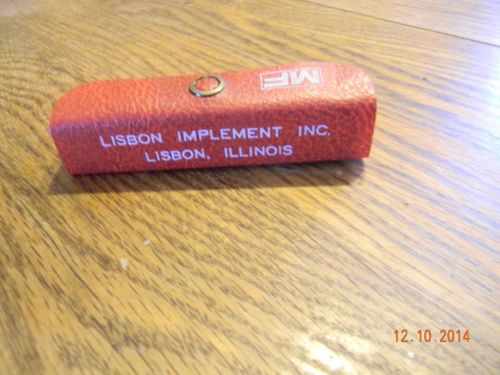 MF
LISBON IMPLEMENT INC.
LISBON, ILLINOIS
12.10.2014